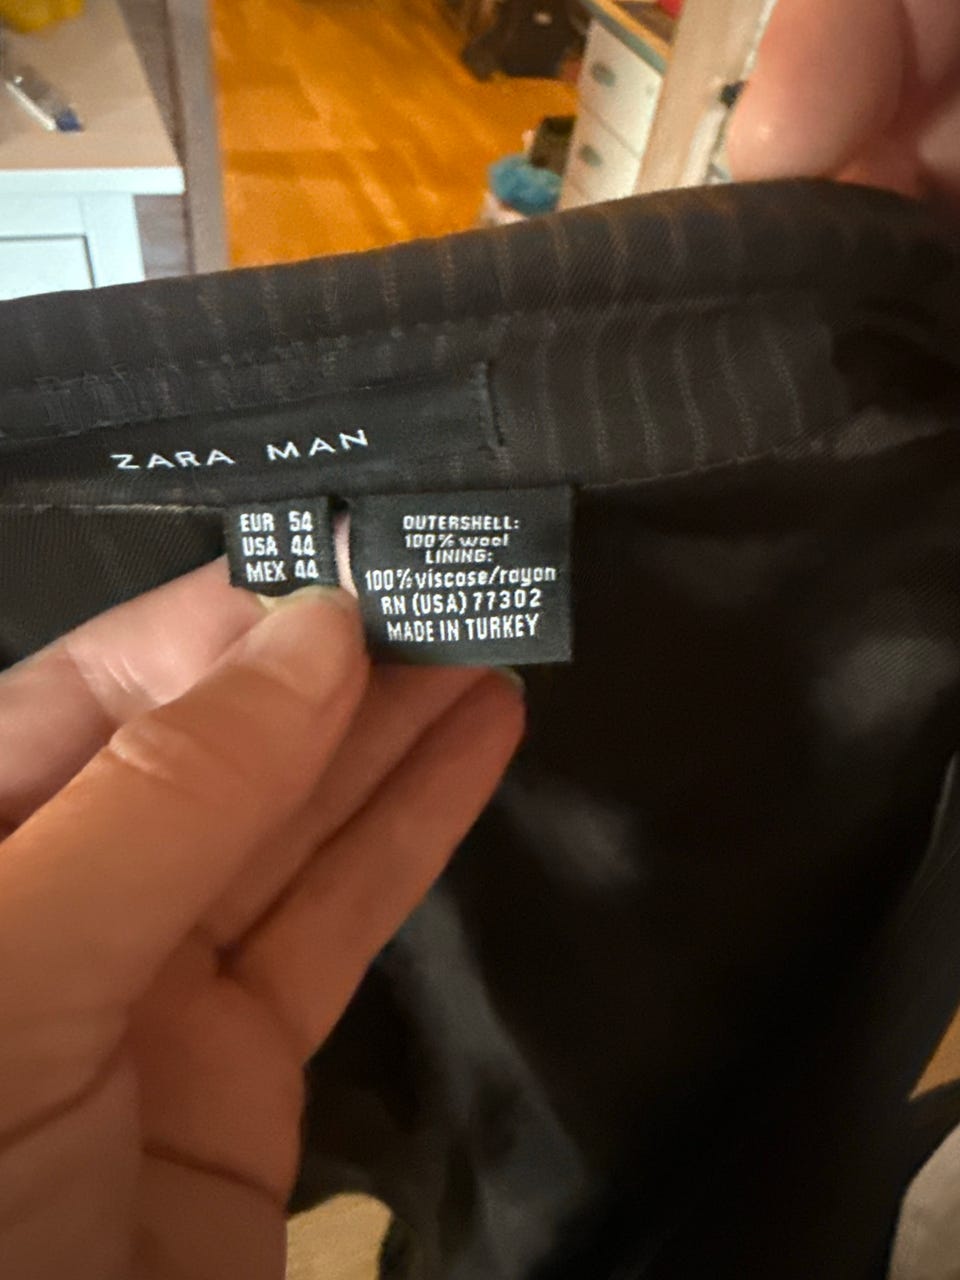 ZARA MAN
EUR 54
USA 44
MEX 44
OUTERSHELL:
100% wool
LINING:
100% viscose/rayon
RN (USA) 77302
MADE IN TURKEY